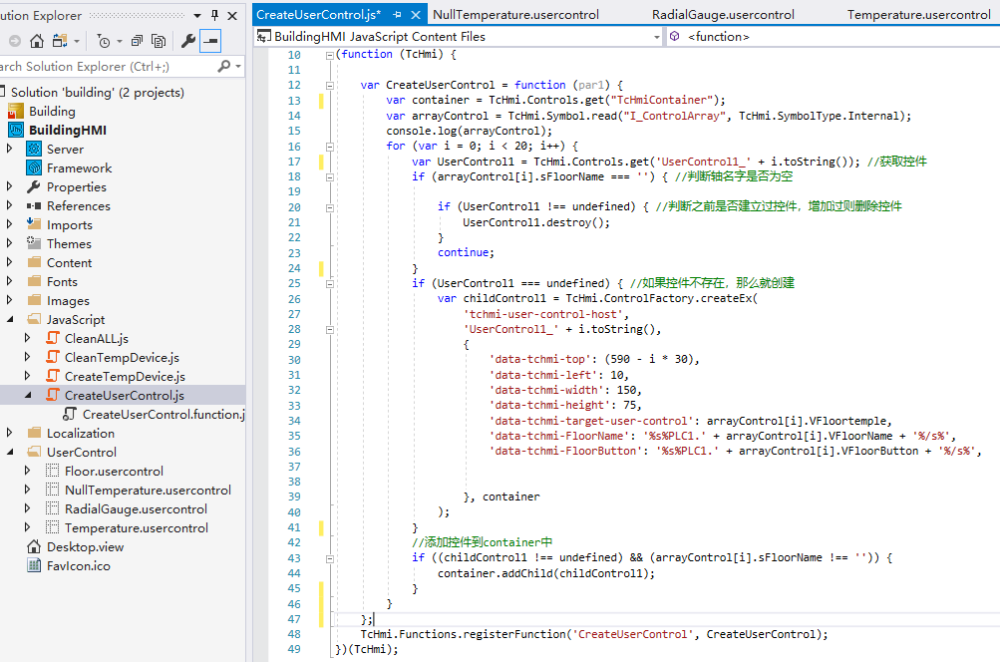 ution Explorer
arch Solution Explorer (Ctrl+;)
Solution 'building' (2 projects)
Building
BuildingHMI
Server
Framework
Properties
References
Imports
Themes
Content
Fonts
Images
JavaScript
CleanALL.js
CleanTempDevice.js
CreateTempDevice.js
CreateUserControl.js
CreateUserControl.function.j
Localization
UserControl
Floor.usercontrol
NullTemperature.usercontrol
RadialGauge.usercontrol
Temperature.usercontrol
Desktop.view
FavIcon.ico
CreateUserControl.js* NullTemperature.usercontrol RadialGauge.usercontrol Temperature.usercontrol
BuildingHMI JavaScript Content Files <function>
10 (function (TcHmi) {
11
12 var CreateUserControl = function (par1) {
13 var container = TcHmi.Controls.get("TcHmiContainer");
14 var arrayControl = TcHmi.Symbol.read("I_ControlArray", TcHmi.SymbolType.Internal);
15 console.log(arrayControl);
16 for (var i = 0; i < 20; i++) {
17 var UserControl1 = TcHmi.Controls.get('UserControl1_' + i.toString()); //获取控件
18 if (arrayControl[i].sFloorName === '') { //判断轴名字是否为空
19
20 if (UserControl1 !== undefined) { //判断之前是否建立过控件，增加过则删除控件
21 UserControl1.destroy();
22 }
23 continue;
24 }
25 if (UserControl1 === undefined) { //如果控件不存在，那么就创建
26 var childControl1 = TcHmi.ControlFactory.createEx(
27 'tchmi-user-control-host',
28 'UserControl1_' + i.toString(),
29 {
30 'data-tchmi-top': (590 - i * 30),
31 'data-tchmi-left': 10,
32 'data-tchmi-width': 150,
33 'data-tchmi-height': 75,
34 'data-tchmi-target-user-control': arrayControl[i].VFloortemple,
35 'data-tchmi-FloorName': '%s%PLC1.' + arrayControl[i].VFloorName + '%/s%',
36 'data-tchmi-FloorButton': '%s%PLC1.' + arrayControl[i].VFloorButton + '%/s%',
37
38
39 }, container
40 );
41 }
42 //添加控件到container中
43 if ((childControl1 !== undefined) && (arrayControl[i].sFloorName !== '')) {
44 container.addChild(childControl1);
45 }
46 }
47 };
48 TcHmi.Functions.registerFunction('CreateUserControl', CreateUserControl);
49 })(TcHmi);